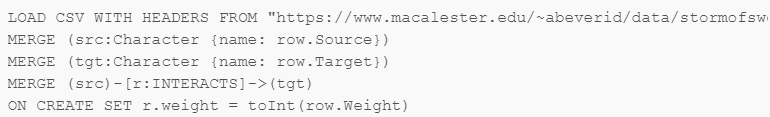 LOAD CSV WITH HEADERS FROM "https://www.macalester.edu/~abeverid/data/stormofsw
MERGE (src:Character {name: row.Source})
MERGE (tgt:Character {name: row.Target})
MERGE (src)-[r:INTERACTS]->(tgt)
ON CREATE SET r.weight = toInt(row.Weight)